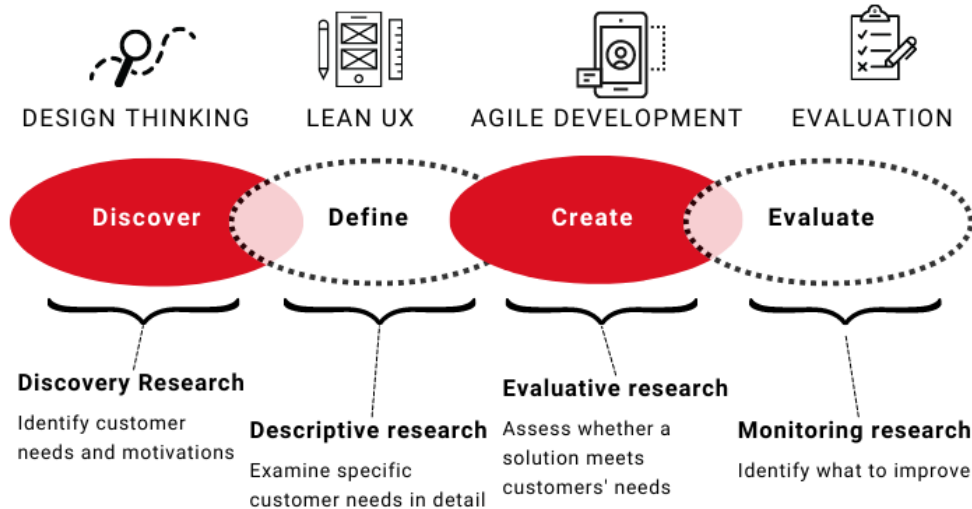 DESIGN THINKING
LEAN UX
AGILE DEVELOPMENT
EVALUATION
Discover
Define
Create
Evaluate
Discovery Research
Identify customer
needs and motivations
Descriptive research
Examine specific
customer needs in detail
Evaluative research
Assess whether a
solution meets
customers' needs
Monitoring research
Identify what to improve